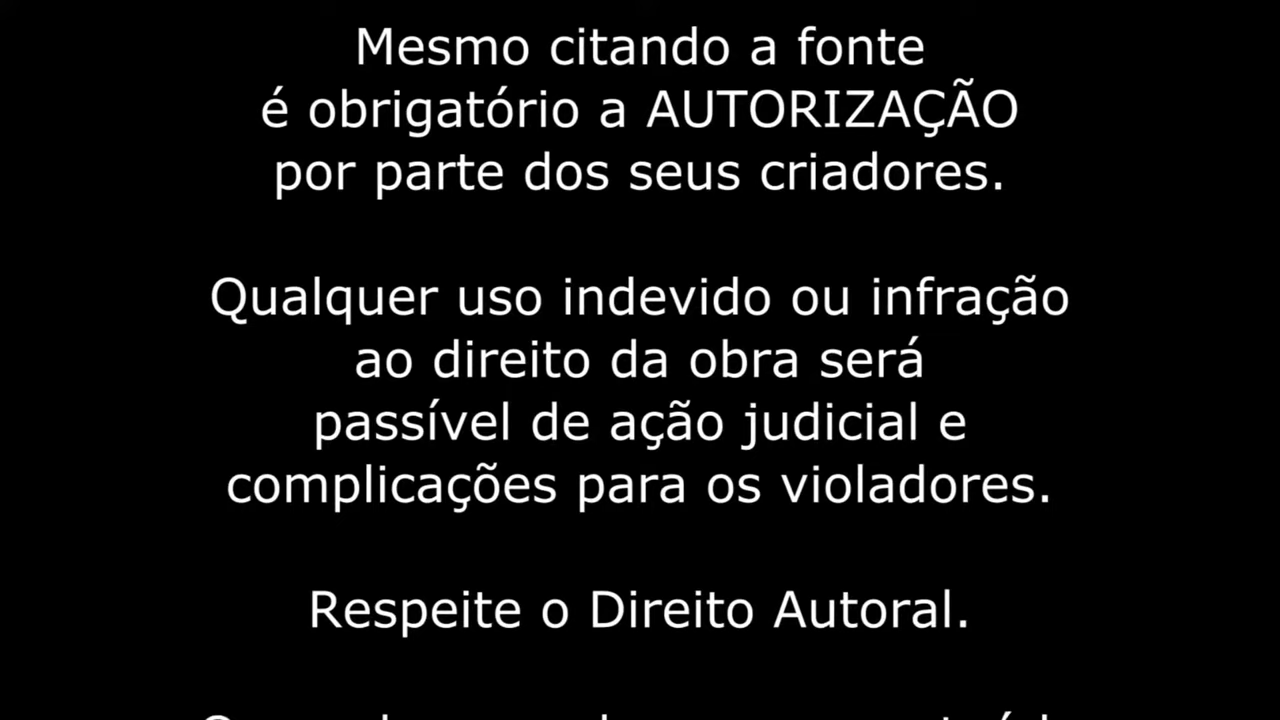 Mesmo citando a fonte
é obrigatório a AUTORIZAÇÃO
por parte dos seus criadores.
Qualquer uso indevido ou infração
ao direito da obra será
passível de ação judicial e
complicações para os violadores.
Respeite o Direito Autoral.